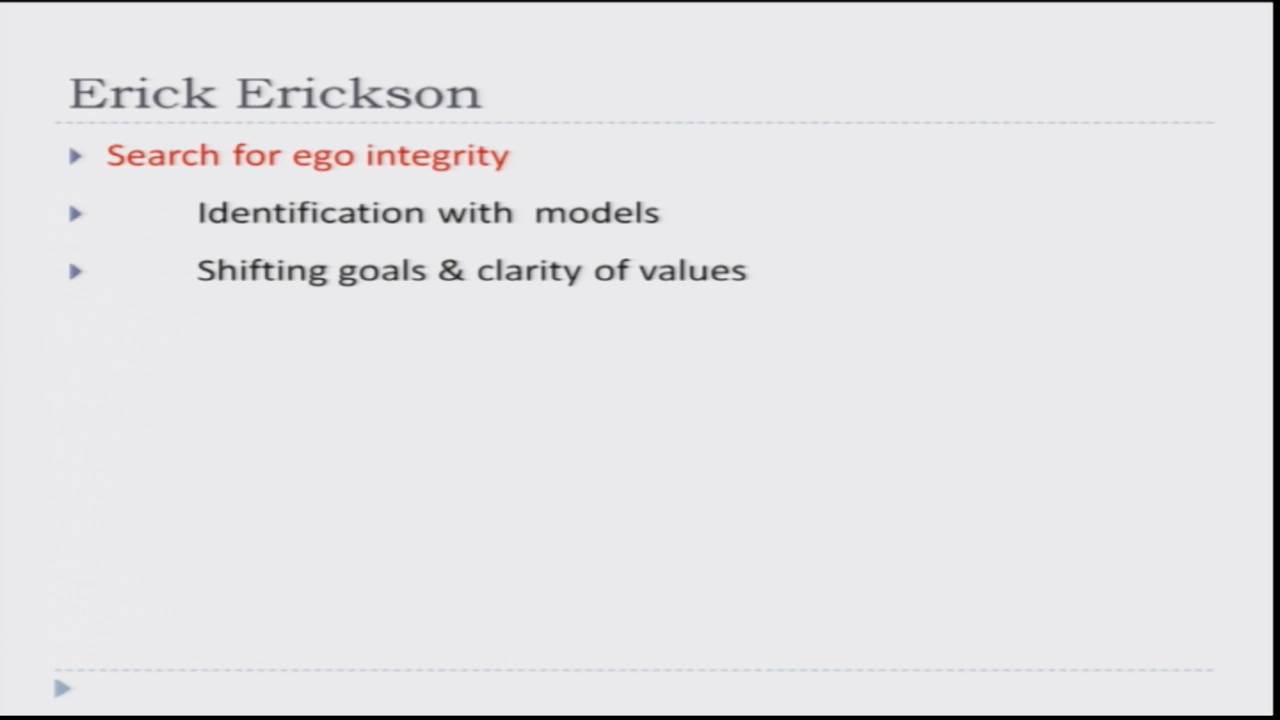 Erick Erickson
Search for ego integrity
Identification with models
Shifting goals & clarity of values